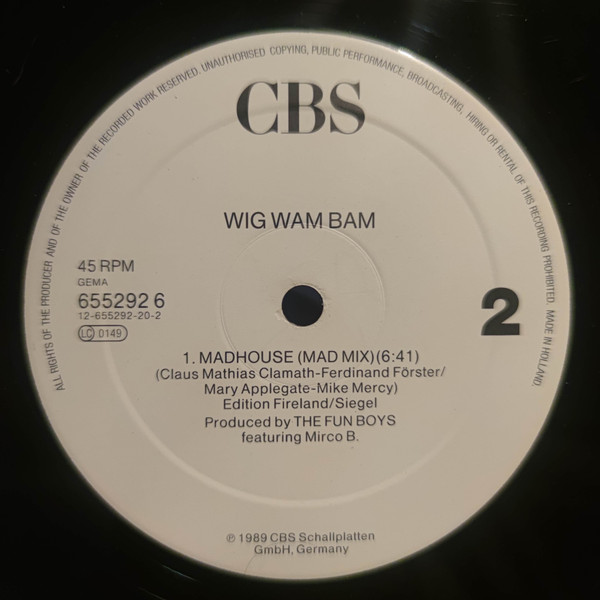 ALL RIGHTS OF THE PRODUCER AND OF THE OWNER OF THE RECORDED WORK RESERVED. UNAUTHORISED COPYING, PUBLIC PERFORMANCE, BROADCASTING, HIRING OR RENTAL OF THIS RECORDING PROHIBITED. MADE IN HOLLAND.
CBS
WIG WAM BAM
45 RPM
GEMA
655292 6
12-655292-20-2
LC 0149
2
1. MADHOUSE (MAD MIX) (6:41)
(Claus Mathias Clamath-Ferdinand Förster/
Mary Applegate-Mike Mercy)
Edition Fireland/Siegel
Produced by THE FUN BOYS
featuring Mirco B.
℗ 1989 CBS Schallplatten
GmbH, Germany